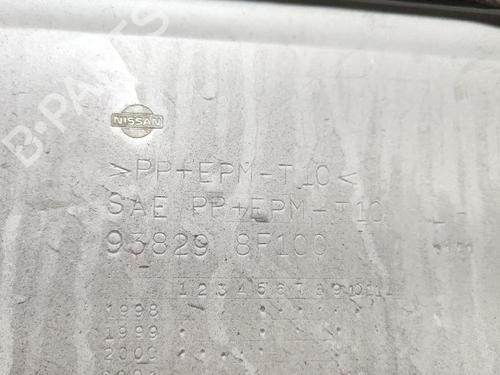 B-PARTS
NISSAN
>PP+EPM-T10<
SAE PP+EPM-T10
93829 8F100
1 2 3 4 5 6 7 8 9 10 11
1998
1999
2000